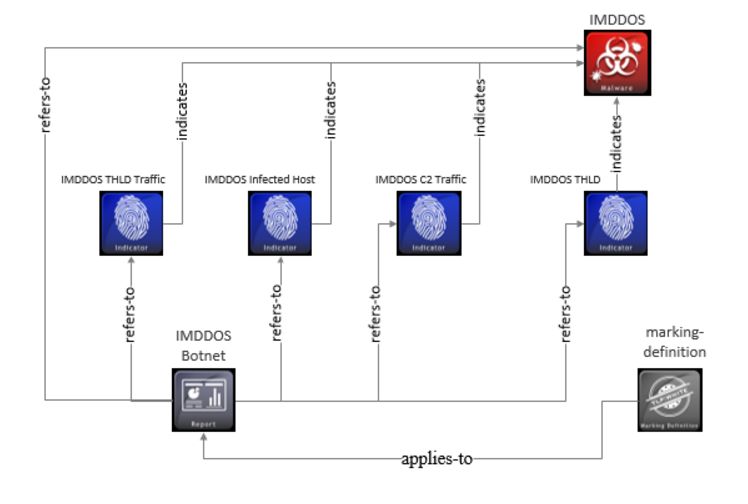 IMDDOS
Malware
refers-to
indicates
indicates
indicates
indicates
IMDDOS THLD Traffic
IMDDOS Infected Host
IMDDOS C2 Traffic
IMDDOS THLD
Indicator
Indicator
Indicator
Indicator
refers-to
refers-to
refers-to
refers-to
IMDDOS
Botnet
marking-
definition
Report
TLP-WHITE
Marking Definition
applies-to